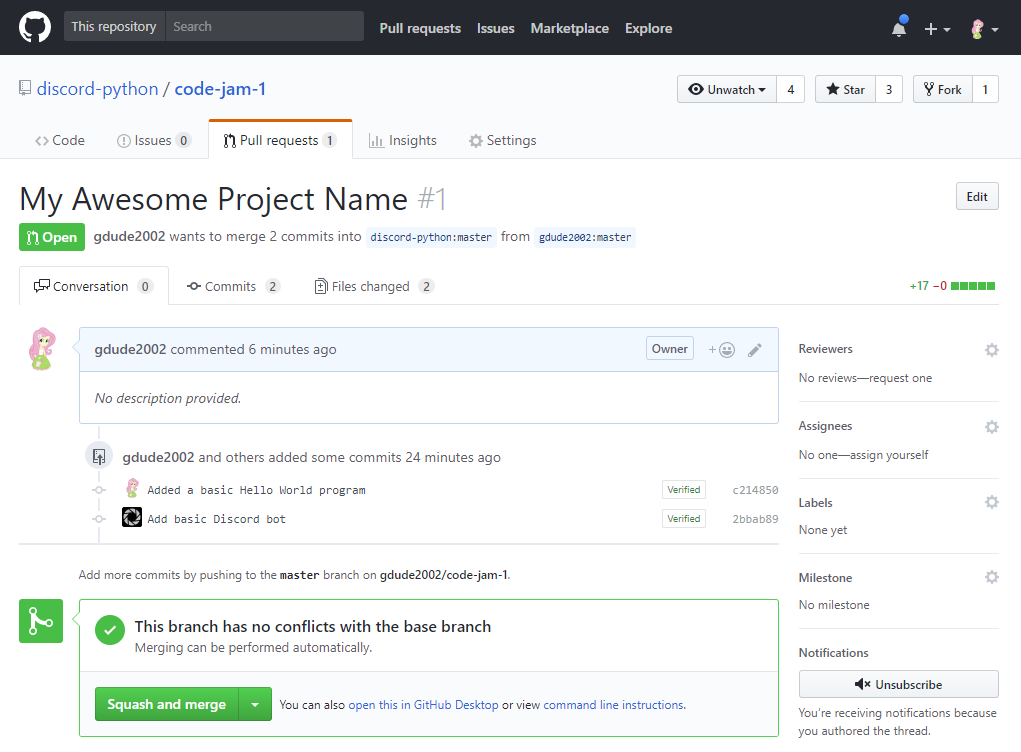 This repository Search Pull requests Issues Marketplace Explore
discord-python / code-jam-1 Unwatch 4 Star 3 Fork 1
Code Issues 0 Pull requests 1 Insights Settings
My Awesome Project Name #1 Edit
Open gdude2002 wants to merge 2 commits into discord-python:master from gdude2002:master
Conversation 0 Commits 2 Files changed 2 +17 −0
gdude2002 commented 6 minutes ago Owner +
No description provided.
gdude2002 and others added some commits 24 minutes ago
Added a basic Hello World program Verified c214850
Add basic Discord bot Verified 2bbab89
Add more commits by pushing to the master branch on gdude2002/code-jam-1.
This branch has no conflicts with the base branch
Merging can be performed automatically.
Squash and merge You can also open this in GitHub Desktop or view command line instructions.
Reviewers
No reviews—request one
Assignees
No one—assign yourself
Labels
None yet
Milestone
No milestone
Notifications
Unsubscribe
You're receiving notifications because
you authored the thread.